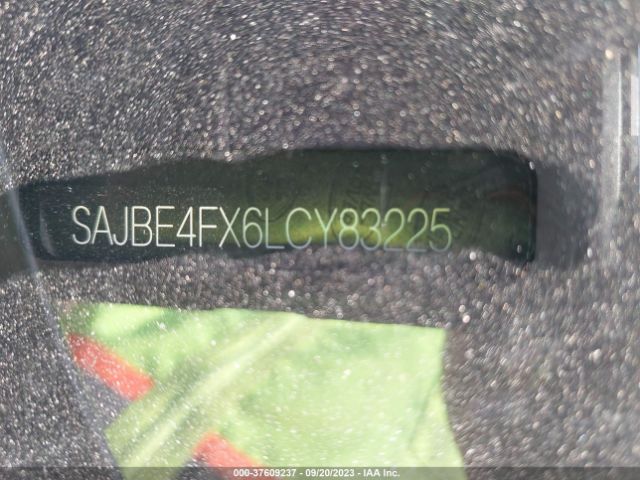 SAJBE4FX6LCY83225
000-37609237 - 09/20/2023 - IAA Inc.